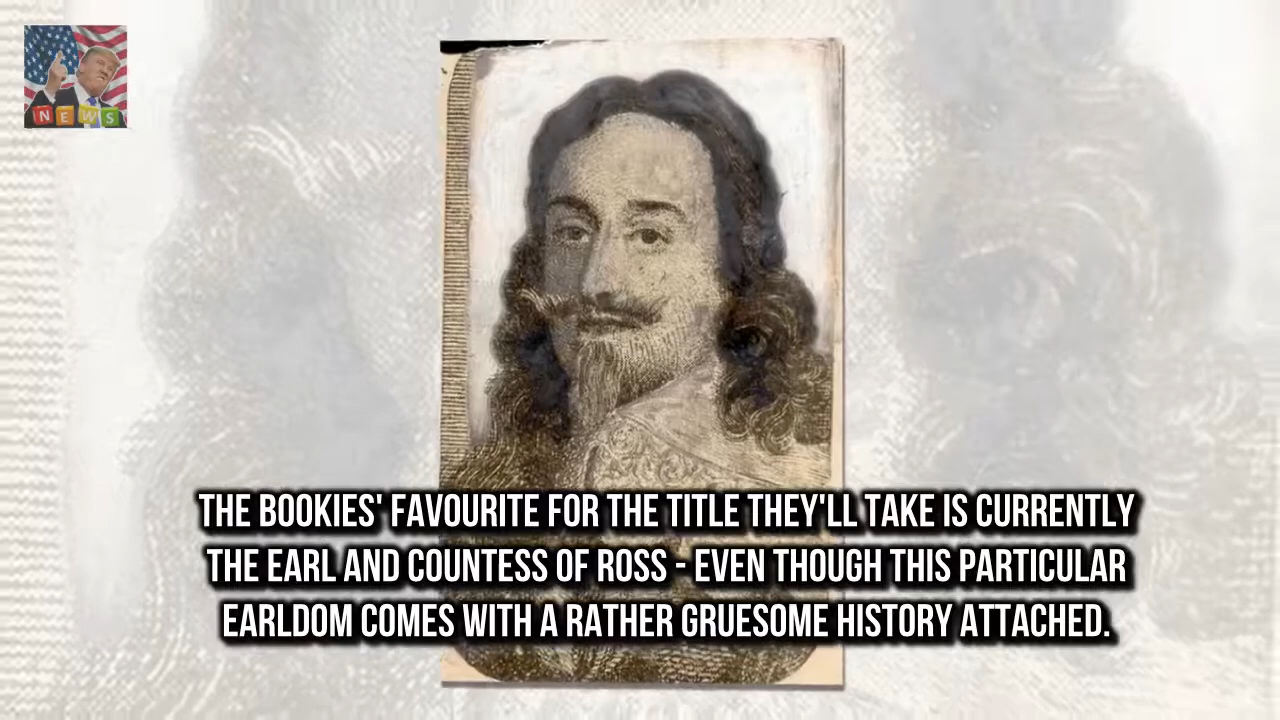 NEWS
THE BOOKIES' FAVOURITE FOR THE TITLE THEY'LL TAKE IS CURRENTLY
THE EARL AND COUNTESS OF ROSS - EVEN THOUGH THIS PARTICULAR
EARLDOM COMES WITH A RATHER GRUESOME HISTORY ATTACHED.